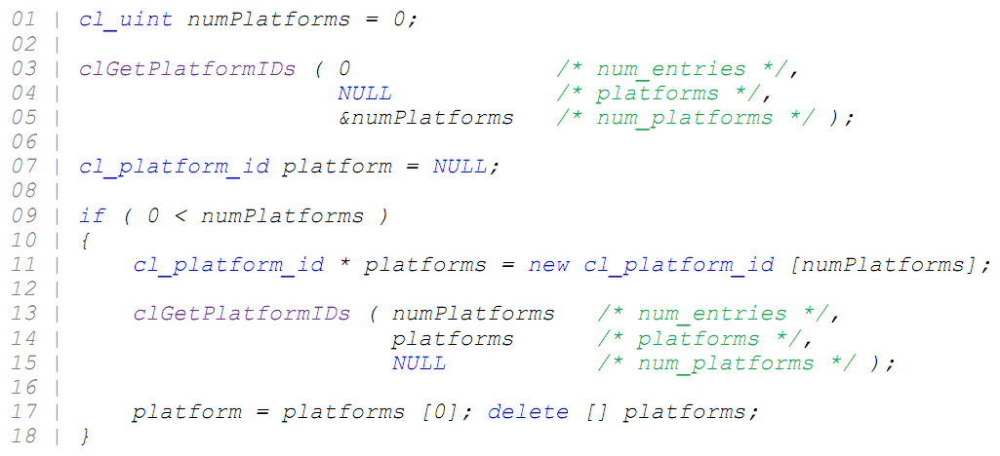 01 | cl_uint numPlatforms = 0;
02 |
03 | clGetPlatformIDs ( 0 /* num_entries */,
04 | NULL /* platforms */,
05 | &numPlatforms /* num_platforms */ );
06 |
07 | cl_platform_id platform = NULL;
08 |
09 | if ( 0 < numPlatforms )
10 | {
11 | cl_platform_id * platforms = new cl_platform_id [numPlatforms];
12 |
13 | clGetPlatformIDs ( numPlatforms /* num_entries */,
14 | platforms /* platforms */,
15 | NULL /* num_platforms */ );
16 |
17 | platform = platforms [0]; delete [] platforms;
18 | }